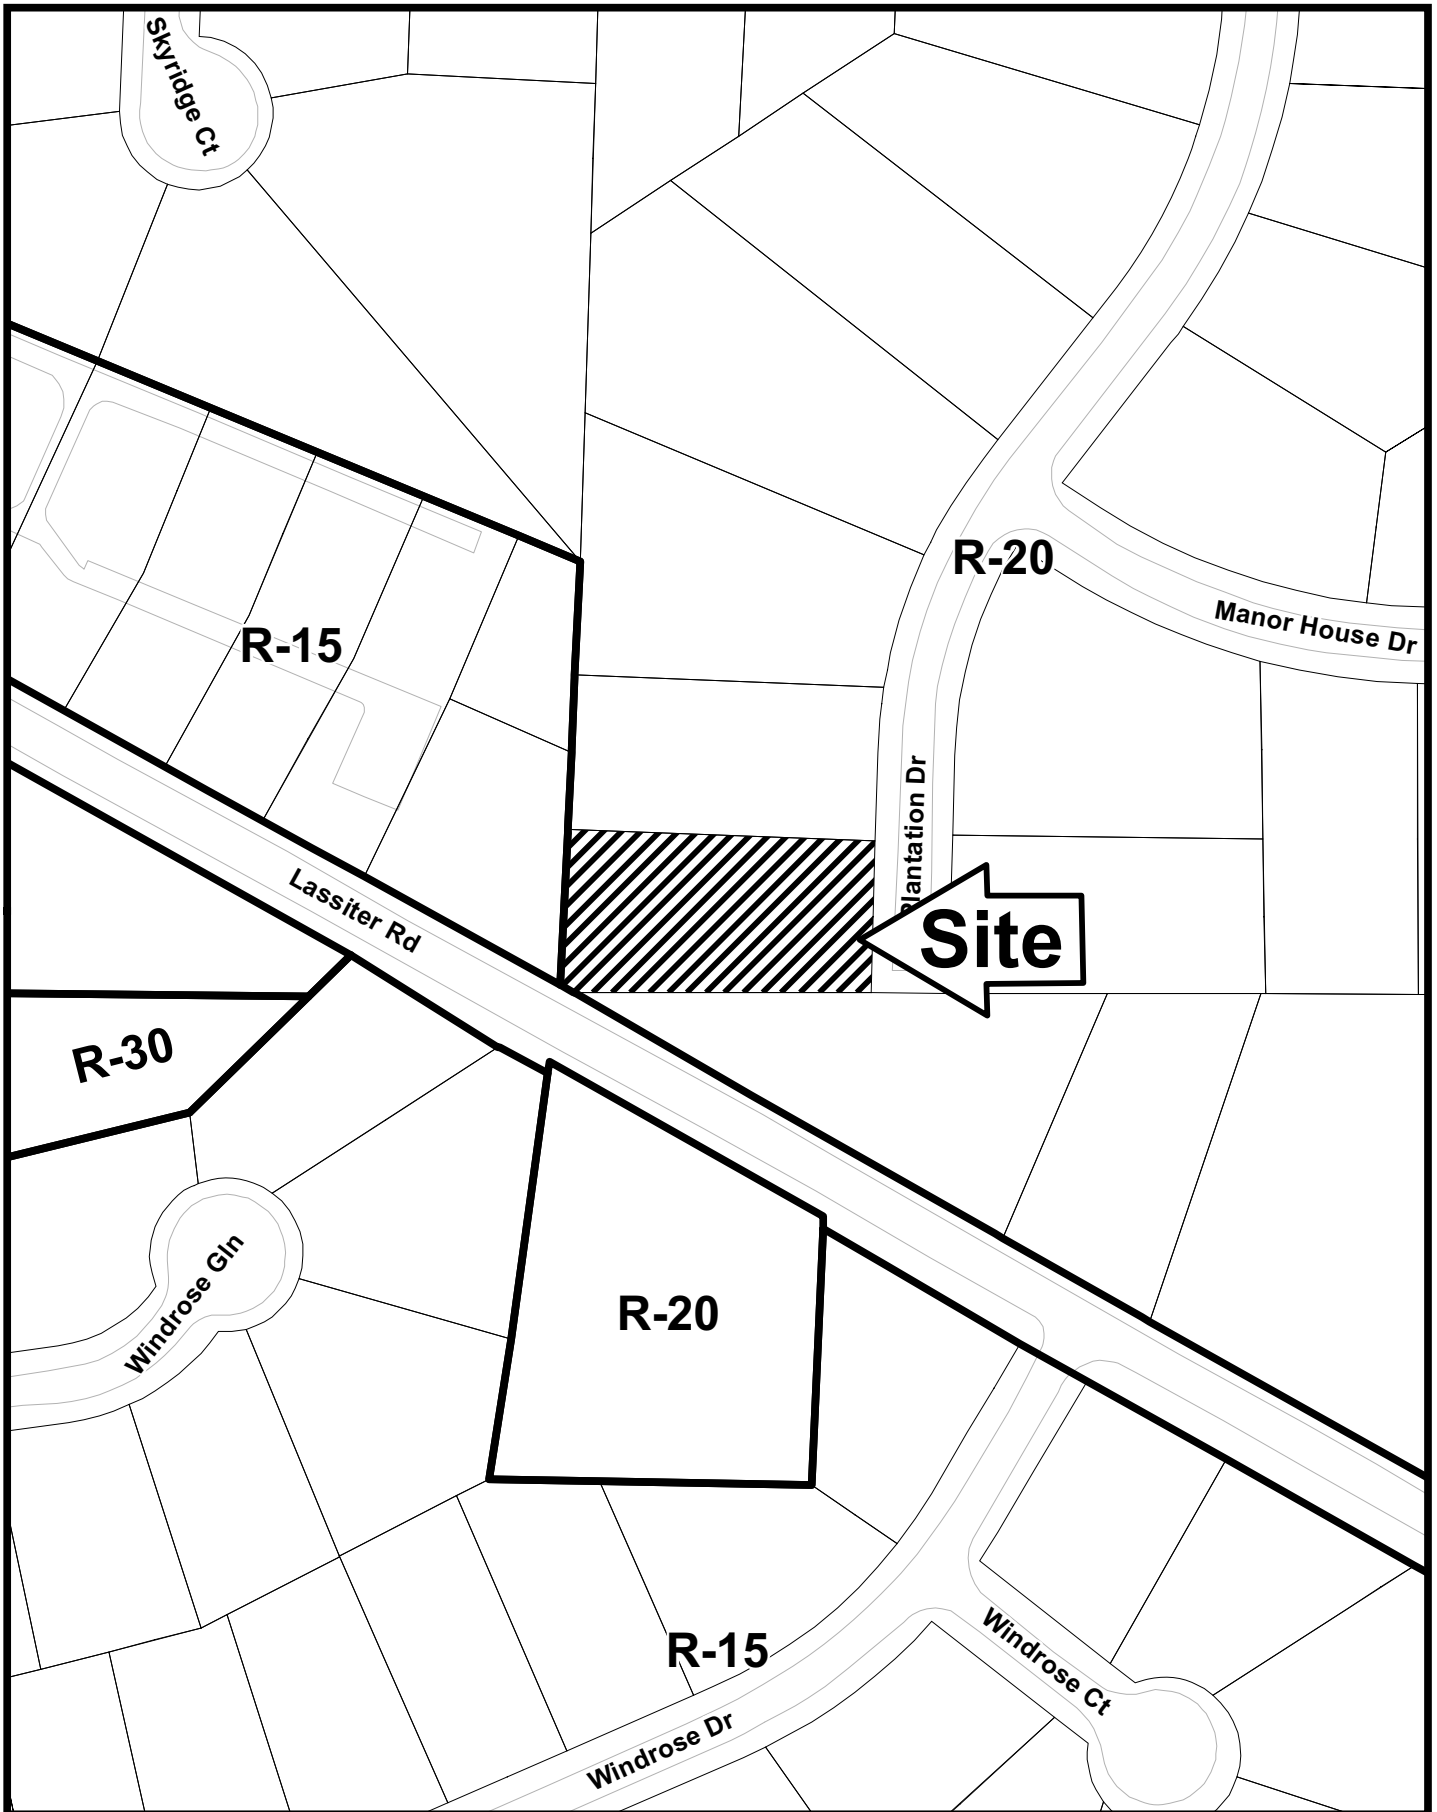 Skyridge Ct
R-20
Manor House Dr
R-15
Plantation Dr
Lassiter Rd
Site
R-30
Windrose Gln
R-20
R-15
Windrose Ct
Windrose Dr